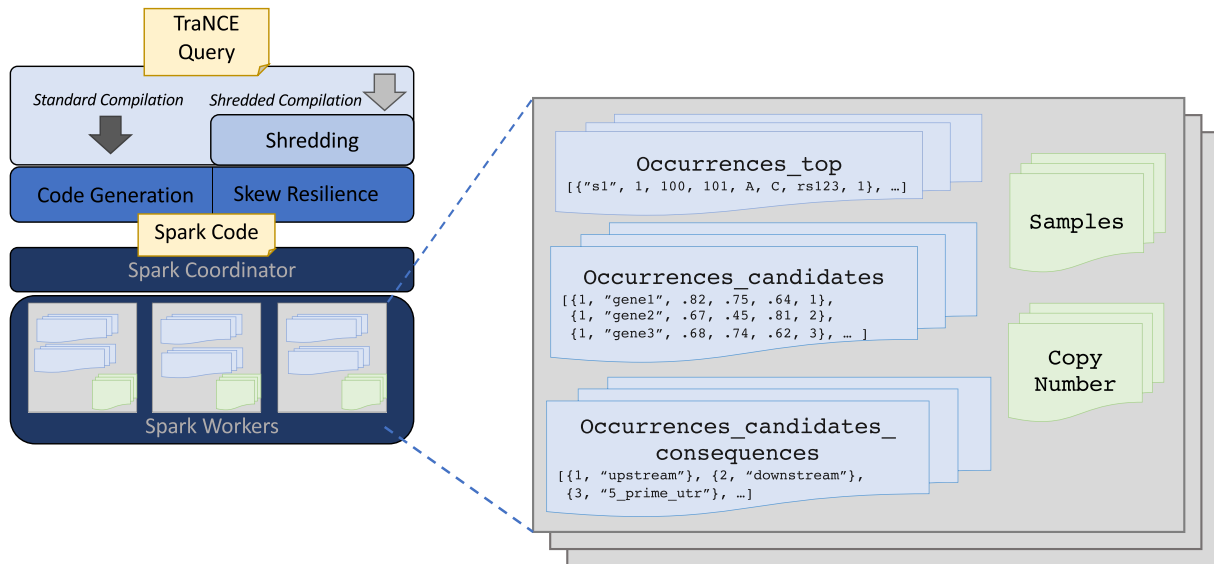 TraNCE
Query
Standard Compilation
Shredded Compilation
Shredding
Code Generation
Skew Resilience
Spark Code
Spark Coordinator
Spark Workers
Occurrences_top
[{”s1”, 1, 100, 101, A, C, rs123, 1}, …]
Occurrences_candidates
[{1, “gene1”, .82, .75, .64, 1},
{1, “gene2”, .67, .45, .81, 2},
{1, “gene3”, .68, .74, .62, 3}, … ]
Occurrences_candidates_
consequences
[{1, “upstream”}, {2, “downstream”},
{3, “5_prime_utr”}, …]
Samples
Copy
Number